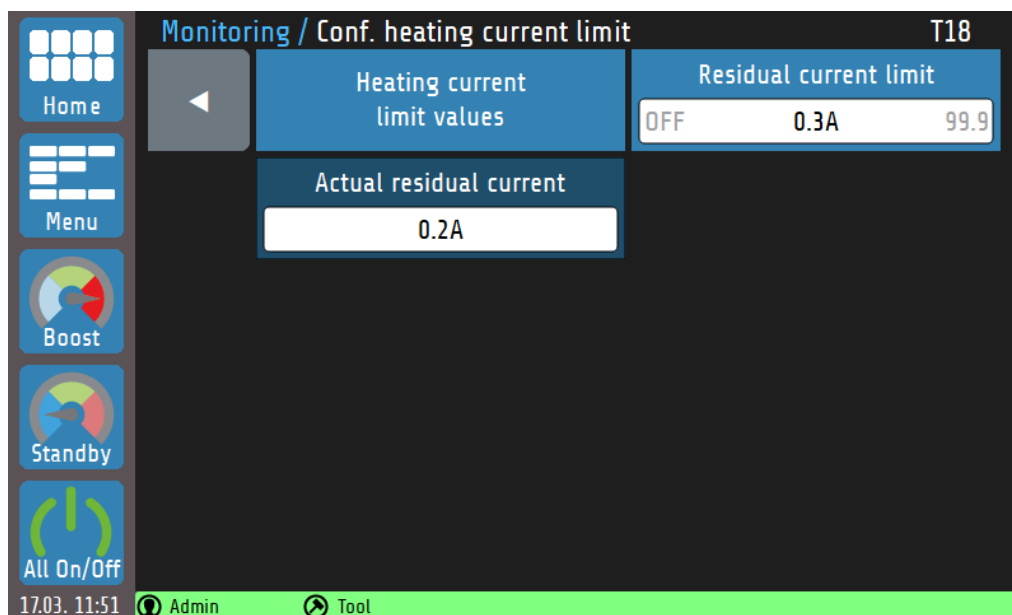 Monitoring / Conf. heating current limit T18
Home
Heating current
limit values
Residual current limit
OFF 0.3A 99.9
Menu
Actual residual current
0.2A
Boost
Standby
All On/Off
17.03. 11:51 Admin Tool